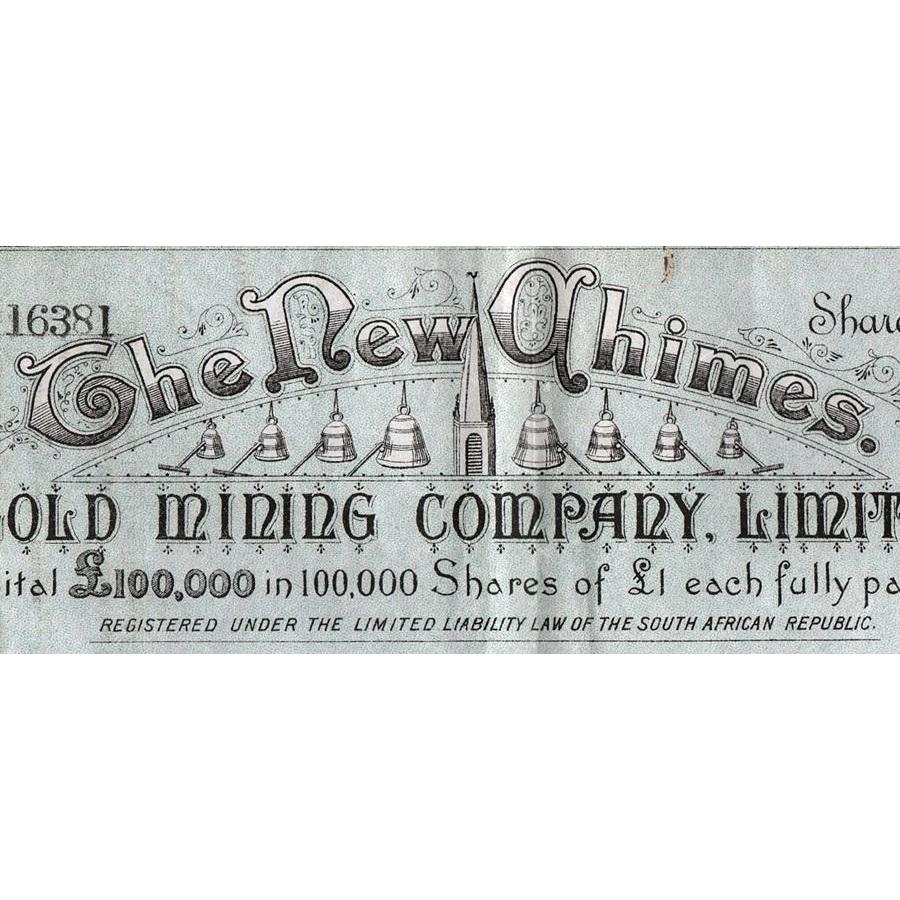 16381
Share
The New Chimes.
GOLD MINING COMPANY, LIMIT
ital £100,000 in 100,000 Shares of £1 each fully pa
REGISTERED UNDER THE LIMITED LIABILITY LAW OF THE SOUTH AFRICAN REPUBLIC.